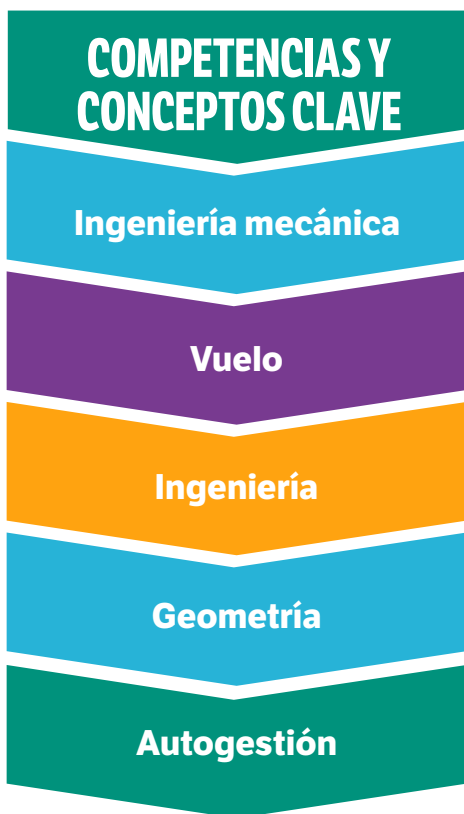 COMPETENCIAS Y
CONCEPTOS CLAVE
Ingeniería mecánica
Vuelo
Ingeniería
Geometría
Autogestión